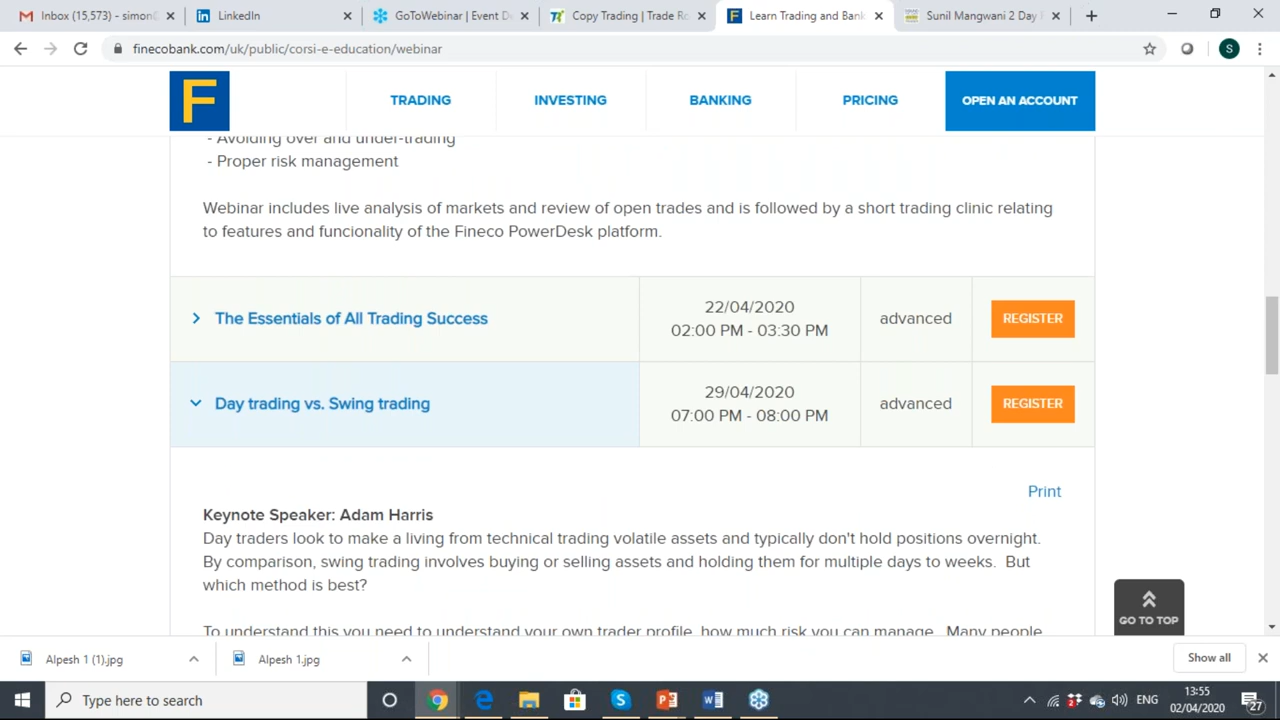 Inbox (15,573) - simon
LinkedIn
GoToWebinar | Event D
Copy Trading | Trade Ro
Learn Trading and Bank
Sunil Mangwani 2 Day
finecobank.com/uk/public/corsi-e-education/webinar
S
F
TRADING
INVESTING
BANKING
PRICING
OPEN AN ACCOUNT
- Avoiding over and under-trading
- Proper risk management
Webinar includes live analysis of markets and review of open trades and is followed by a short trading clinic relating
to features and funcionality of the Fineco PowerDesk platform.
The Essentials of All Trading Success
22/04/2020
02:00 PM - 03:30 PM
advanced
REGISTER
Day trading vs. Swing trading
29/04/2020
07:00 PM - 08:00 PM
advanced
REGISTER
Print
Keynote Speaker: Adam Harris
Day traders look to make a living from technical trading volatile assets and typically don't hold positions overnight.
By comparison, swing trading involves buying or selling assets and holding them for multiple days to weeks. But
which method is best?
To understand this you need to understand your own trader profile, how much risk you can manage. Many people
GO TO TOP
Alpesh 1 (1).jpg
Alpesh 1.jpg
Show all
Type here to search
ENG
13:55
02/04/2020
27